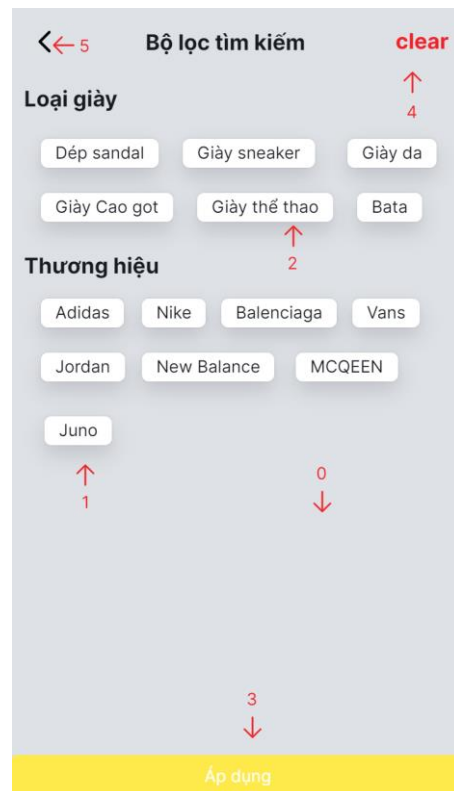 5 Bộ lọc tìm kiếm clear
4
Loại giày
Dép sandal Giày sneaker Giày da
Giày Cao got Giày thể thao Bata
2
Thương hiệu
Adidas Nike Balenciaga Vans
Jordan New Balance MCQEEN
Juno
1
0
3
Áp dụng